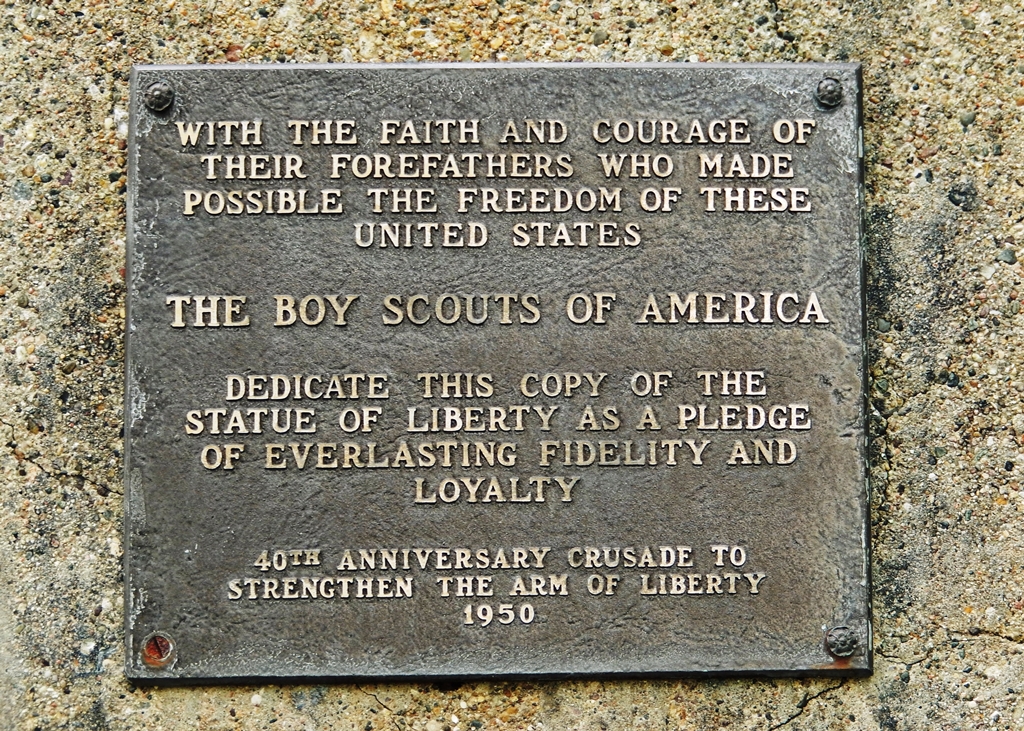 WITH THE FAITH AND COURAGE OF
THEIR FOREFATHERS WHO MADE
POSSIBLE THE FREEDOM OF THESE
UNITED STATES
THE BOY SCOUTS OF AMERICA
DEDICATE THIS COPY OF THE
STATUE OF LIBERTY AS A PLEDGE
OF EVERLASTING FIDELITY AND
LOYALTY
40TH ANNIVERSARY CRUSADE TO
STRENGTHEN THE ARM OF LIBERTY
1950